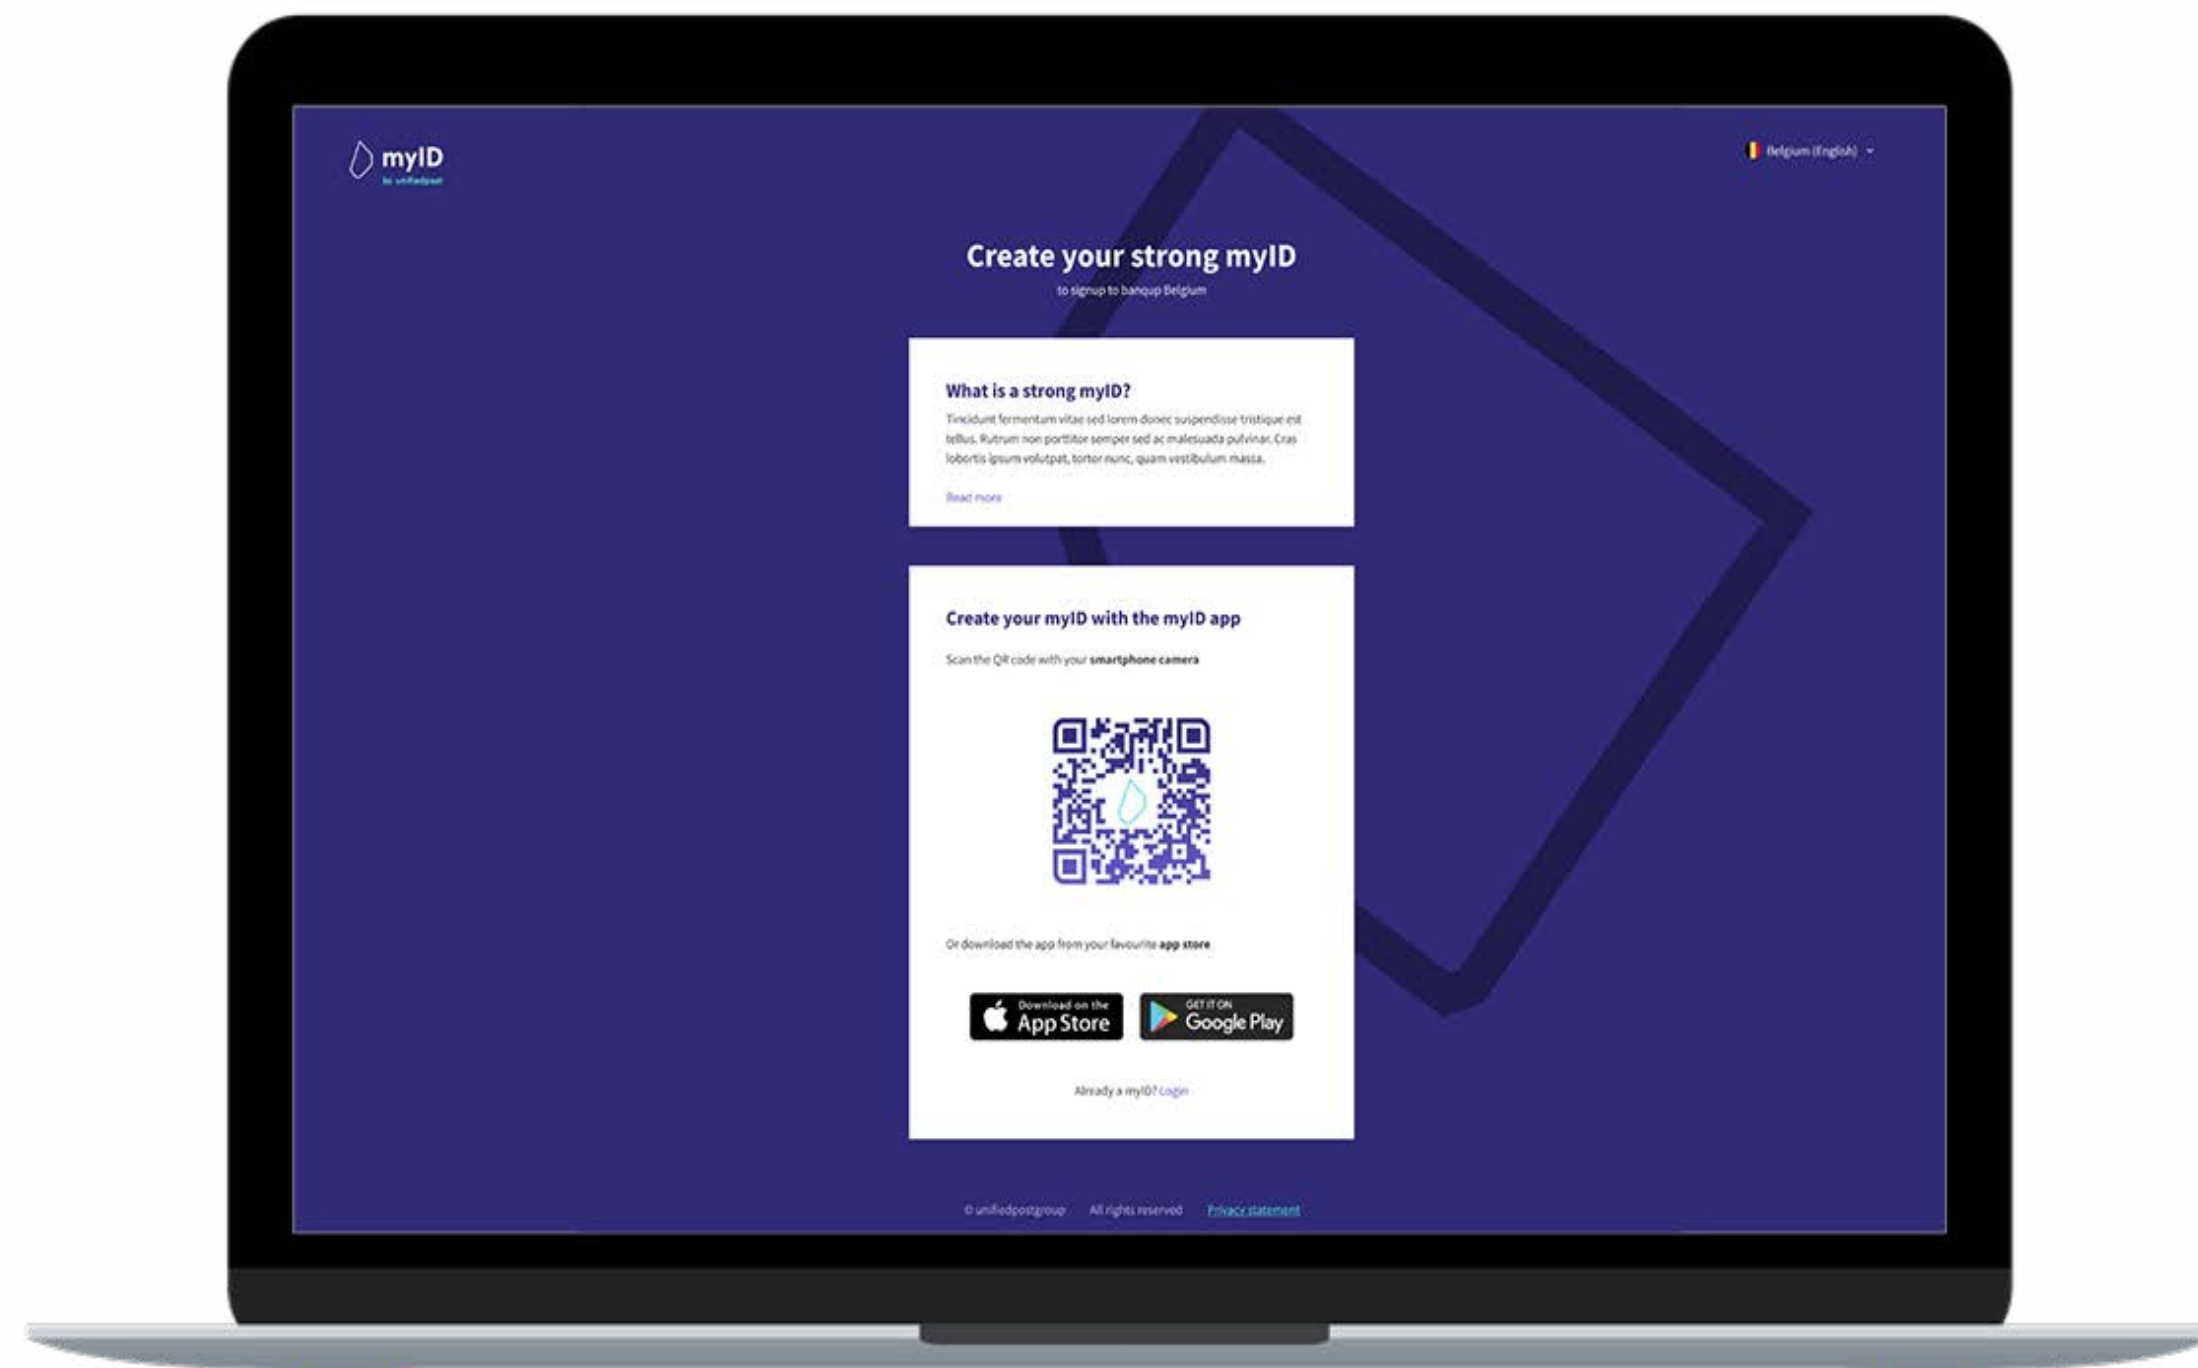 myID
by unifiedpost
Belgium (English)
Create your strong myID
to signup to banqup Belgium
What is a strong myID?
Tincidunt fermentum vitae sed lorem donec suspendisse tristique est
tellus. Rutrum non porttitor semper sed ac malesuada pulvinar. Cras
lobortis ipsum volutpat, tortor nunc, quam vestibulum massa.
Read more
Create your myID with the myID app
Scan the QR code with your smartphone camera
Or download the app from your favourite app store
Download on the
App Store
GET IT ON
Google Play
Already a myID? Login
© unifiedpostgroup All rights reserved Privacy statement